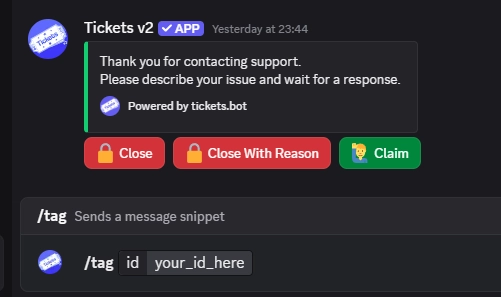 Tickets v2 APP Yesterday at 23:44
Thank you for contacting support.
Please describe your issue and wait for a response.
Powered by tickets.bot
Close Close With Reason Claim
/tag Sends a message snippet
/tag id your_id_here